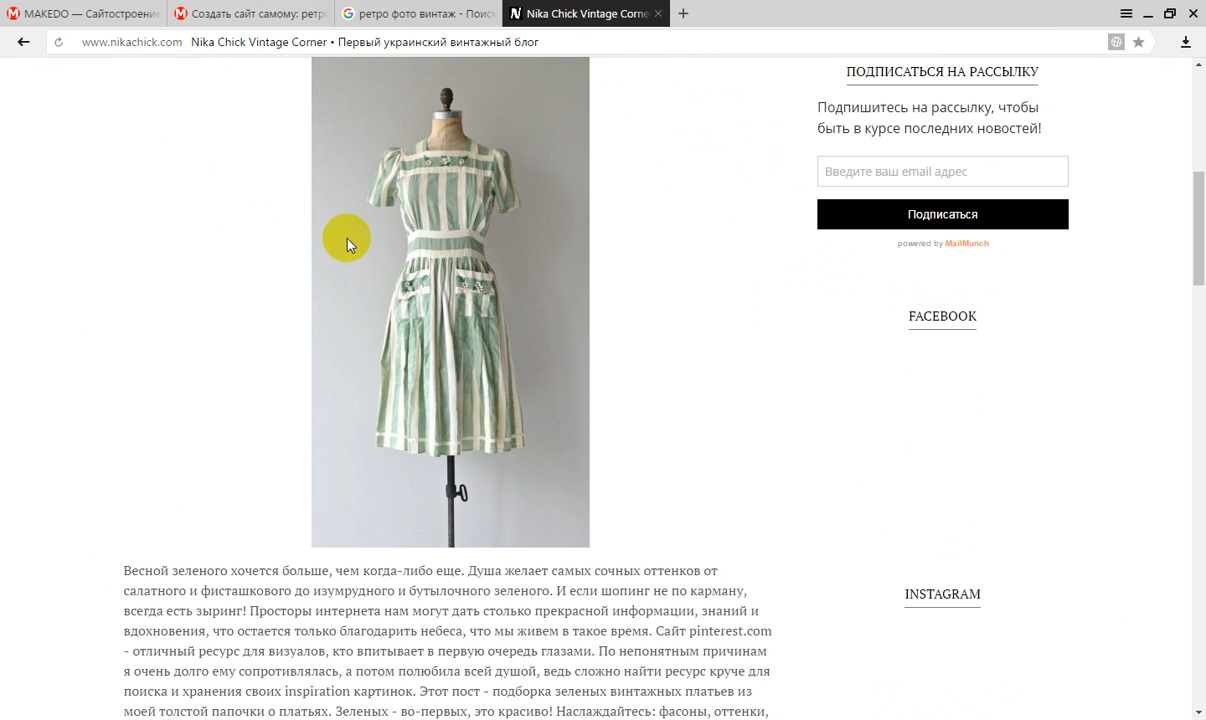 MAKEDO — Сайтостроение
Создать сайт самому: ретро
ретро фото винтаж - Поиск
Nika Chick Vintage Corner
www.nikachick.com Nika Chick Vintage Corner • Первый украинский винтажный блог
ПОДПИСАТЬСЯ НА РАССЫЛКУ
Подпишитесь на рассылку, чтобы
быть в курсе последних новостей!
Введите ваш email адрес
Подписаться
powered by MailMunch
FACEBOOK
INSTAGRAM
Весной зеленого хочется больше, чем когда-либо еще. Душа желает самых сочных оттенков от
салатного и фисташкового до изумрудного и бутылочного зеленого. И если шопинг не по карману,
всегда есть зыринг! Просторы интернета нам могут дать столько прекрасной информации, знаний и
вдохновения, что остается только благодарить небеса, что мы живем в такое время. Сайт pinterest.com
- отличный ресурс для визуалов, кто впитывает в первую очередь глазами. По непонятным причинам
я очень долго ему сопротивлялась, а потом полюбила всей душой, ведь сложно найти ресурс круче для
поиска и хранения своих inspiration картинок. Этот пост - подборка зеленых винтажных платьев из
моей толстой папочки о платьях. Зеленых - во-первых, это красиво! Наслаждайтесь: фасоны, оттенки,